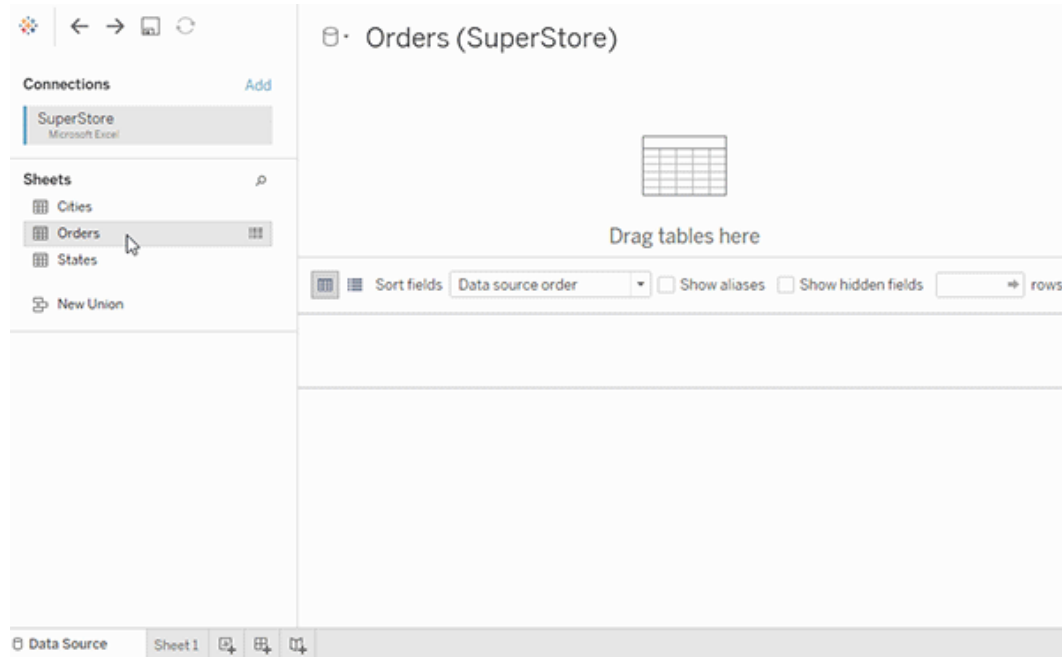 Orders (SuperStore)
Connections Add
SuperStore
Microsoft Excel
Sheets
Cities
Orders
States
New Union
Drag tables here
Sort fields Data source order Show aliases Show hidden fields rows
Data Source Sheet 1